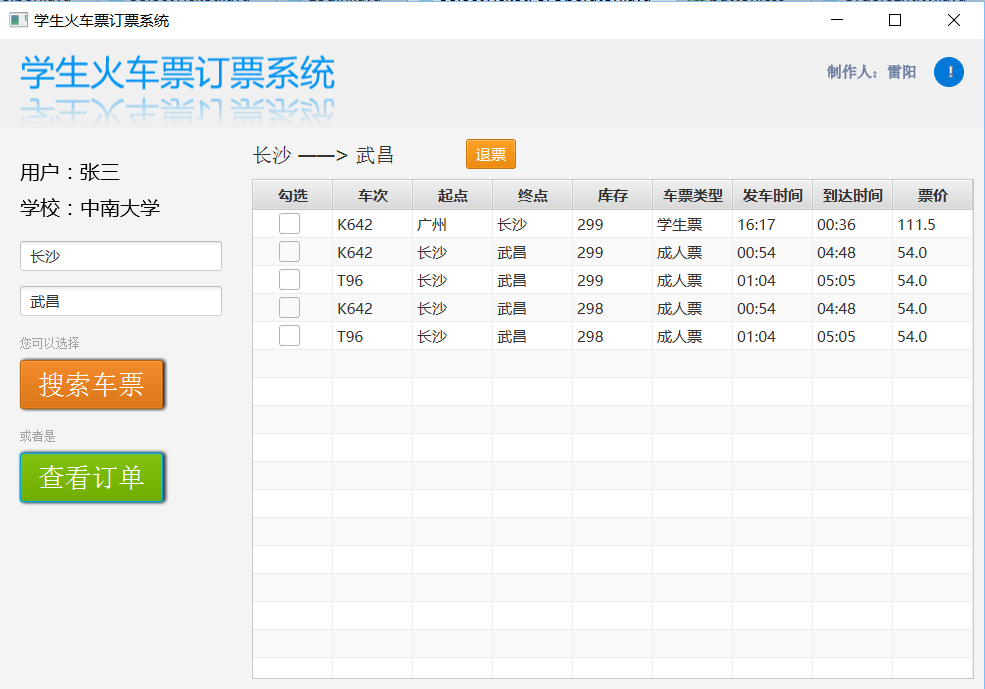 学生火车票订票系统
学生火车票订票系统
制作人：雷阳 !
用户：张三
学校：中南大学
长沙
武昌
您可以选择
搜索车票
或者是
查看订单
长沙 ——> 武昌 退票
勾选 车次 起点 终点 库存 车票类型 发车时间 到达时间 票价
K642 广州 长沙 299 学生票 16:17 00:36 111.5
K642 长沙 武昌 299 成人票 00:54 04:48 54.0
T96 长沙 武昌 299 成人票 01:04 05:05 54.0
K642 长沙 武昌 298 成人票 00:54 04:48 54.0
T96 长沙 武昌 298 成人票 01:04 05:05 54.0